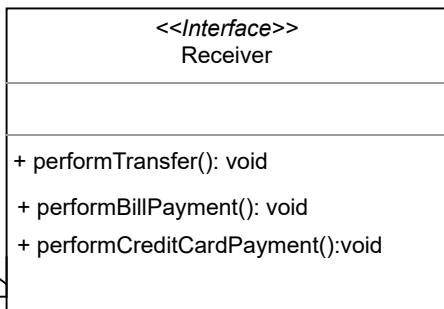 <<Interface>>
Receiver
+ performTransfer(): void
+ performBillPayment(): void
+ performCreditCardPayment():void